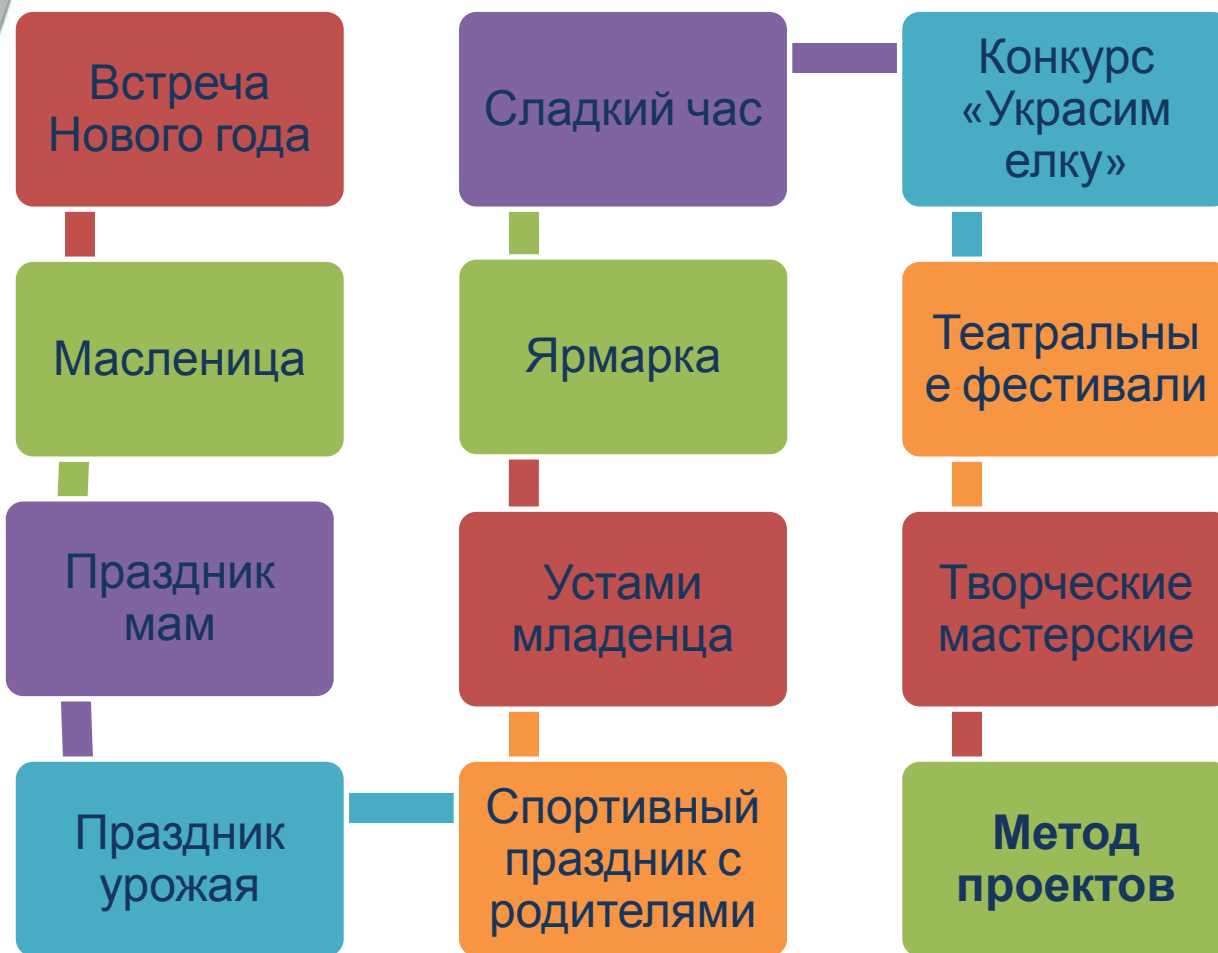 Встреча
Нового года
Масленица
Праздник
мам
Праздник
урожая
Спортивный
праздник с
родителями
Устами
младенца
Ярмарка
Сладкий час
Конкурс
«Украсим
елку»
Театральны
е фестивали
Творческие
мастерские
Метод
проектов